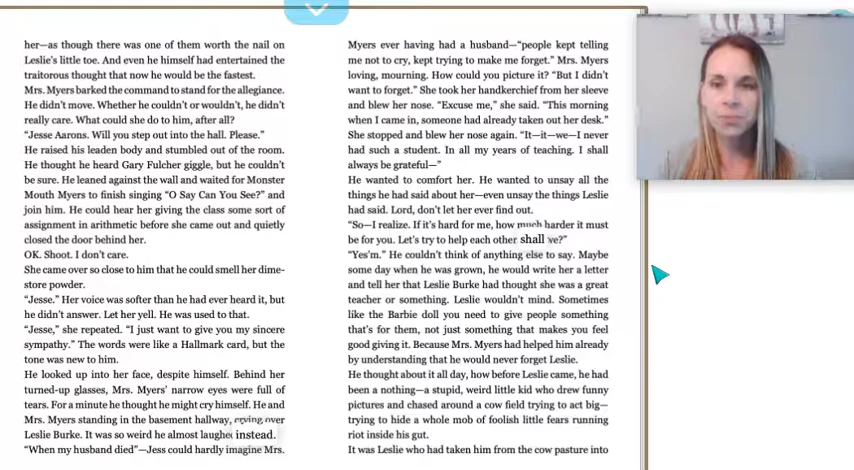 her—as though there was one of them worth the nail on
Leslie's little toe. And even he himself had entertained the
traitorous thought that now he would be the fastest.
Mrs. Myers barked the command to stand for the allegiance.
He didn't move. Whether he couldn't or wouldn't, he didn't
really care. What could she do to him, after all?
"Jesse Aarons. Will you step out into the hall. Please."
He raised his leaden body and stumbled out of the room.
He thought he heard Gary Fulcher giggle, but he couldn't
be sure. He leaned against the wall and waited for Monster
Mouth Myers to finish singing "O Say Can You See?" and
join him. He could hear her giving the class some sort of
assignment in arithmetic before she came out and quietly
closed the door behind her.
OK. Shoot. I don't care.
She came over so close to him that he could smell her dime-
store powder.
"Jesse." Her voice was softer than he had ever heard it, but
he didn't answer. Let her yell. He was used to that.
"Jesse," she repeated. "I just want to give you my sincere
sympathy." The words were like a Hallmark card, but the
tone was new to him.
He looked up into her face, despite himself. Behind her
turned-up glasses, Mrs. Myers' narrow eyes were full of
tears. For a minute he thought he might cry himself. He and
Mrs. Myers standing in the basement hallway, crying over
Leslie Burke. It was so weird he almost laughed instead.
"When my husband died"—Jess could hardly imagine Mrs.
Myers ever having had a husband—"people kept telling
me not to cry, kept trying to make me forget." Mrs. Myers
loving, mourning. How could you picture it? "But I didn't
want to forget." She took her handkerchief from her sleeve
and blew her nose. "Excuse me," she said. "This morning
when I came in, someone had already taken out her desk."
She stopped and blew her nose again. "It—it—we—I never
had such a student. In all my years of teaching. I shall
always be grateful—"
He wanted to comfort her. He wanted to unsay all the
things he had said about her—even unsay the things Leslie
had said. Lord, don't let her ever find out.
"So—I realize. If it's hard for me, how much harder it must
be for you. Let's try to help each other shall we?"
"Yes'm." He couldn't think of anything else to say. Maybe
some day when he was grown, he would write her a letter
and tell her that Leslie Burke had thought she was a great
teacher or something. Leslie wouldn't mind. Sometimes
like the Barbie doll you need to give people something
that's for them, not just something that makes you feel
good giving it. Because Mrs. Myers had helped him already
by understanding that he would never forget Leslie.
He thought about it all day, how before Leslie came, he had
been a nothing—a stupid, weird little kid who drew funny
pictures and chased around a cow field trying to act big—
trying to hide a whole mob of foolish little fears running
riot inside his gut.
It was Leslie who had taken him from the cow pasture into